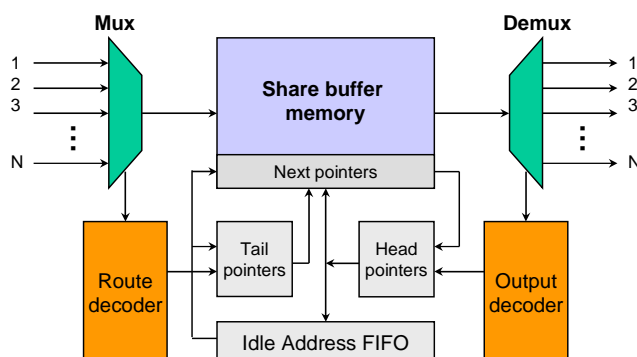 Mux
Demux
1
2
3
...
N
Share buffer
memory
Next pointers
1
2
3
...
N
Tail
pointers
Head
pointers
Route
decoder
Output
decoder
Idle Address FIFO